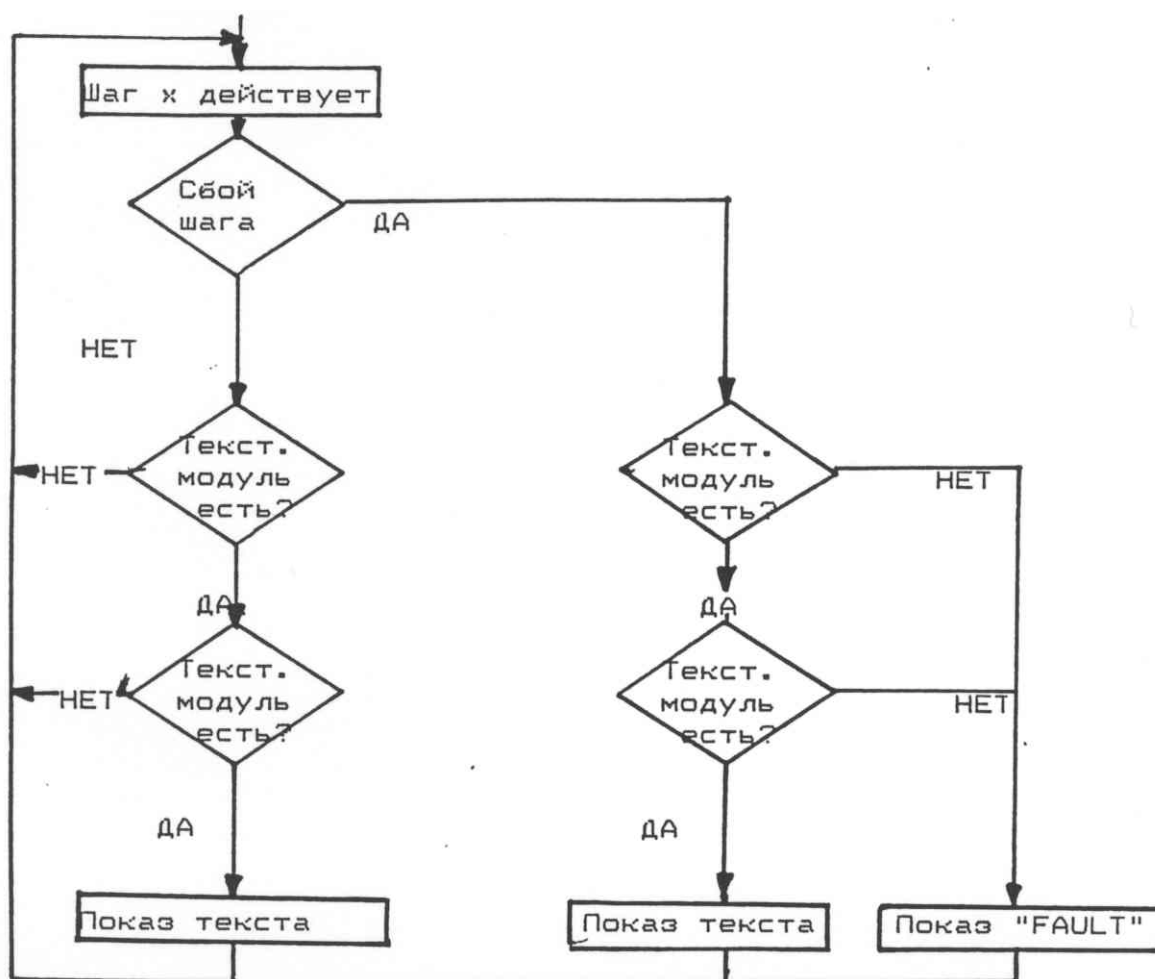 Шаг х действует
Сбой
шага
ДА
НЕТ
Текст.
модуль
есть?
НЕТ
Текст.
модуль
есть?
НЕТ
ДА
ДА
Текст.
модуль
есть?
НЕТ
Текст.
модуль
есть?
НЕТ
ДА
ДА
Показ текста
Показ текста
Показ "FAULT"